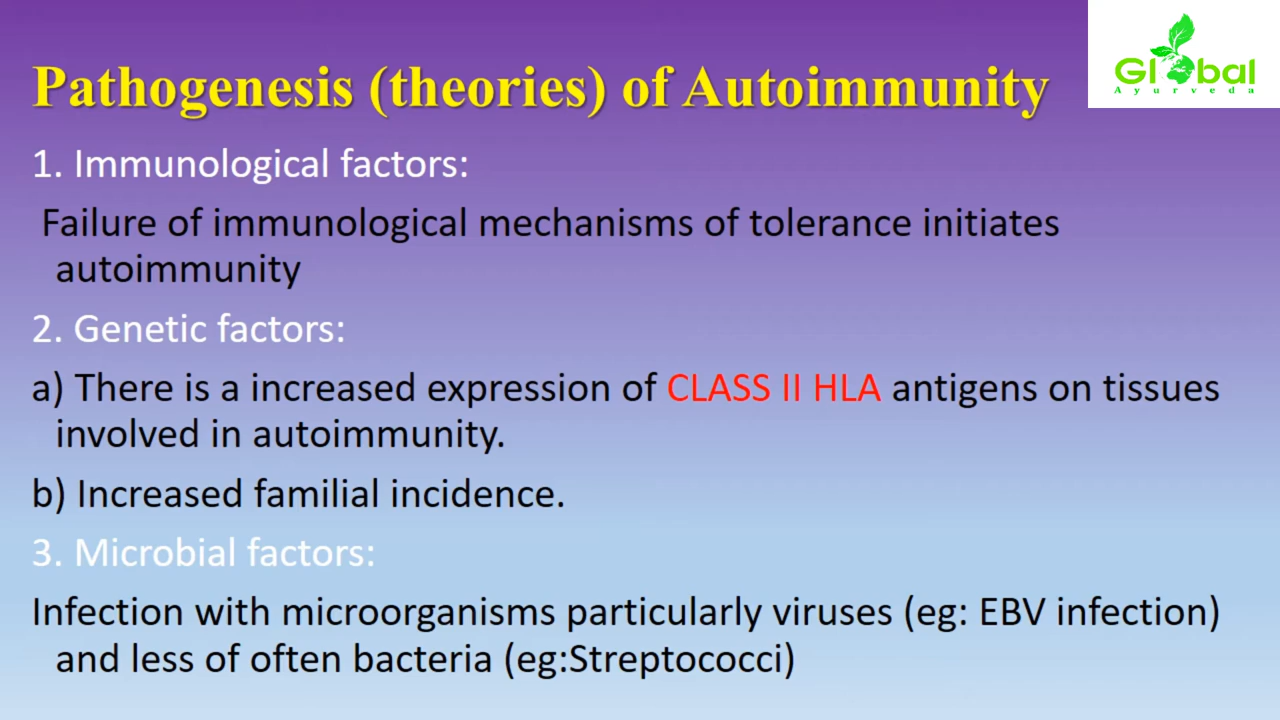 Global
Ayurveda
Pathogenesis (theories) of Autoimmunity
1. Immunological factors:
Failure of immunological mechanisms of tolerance initiates
autoimmunity
2. Genetic factors:
a) There is a increased expression of CLASS II HLA antigens on tissues
involved in autoimmunity.
b) Increased familial incidence.
3. Microbial factors:
Infection with microorganisms particularly viruses (eg: EBV infection)
and less of often bacteria (eg:Streptococci)